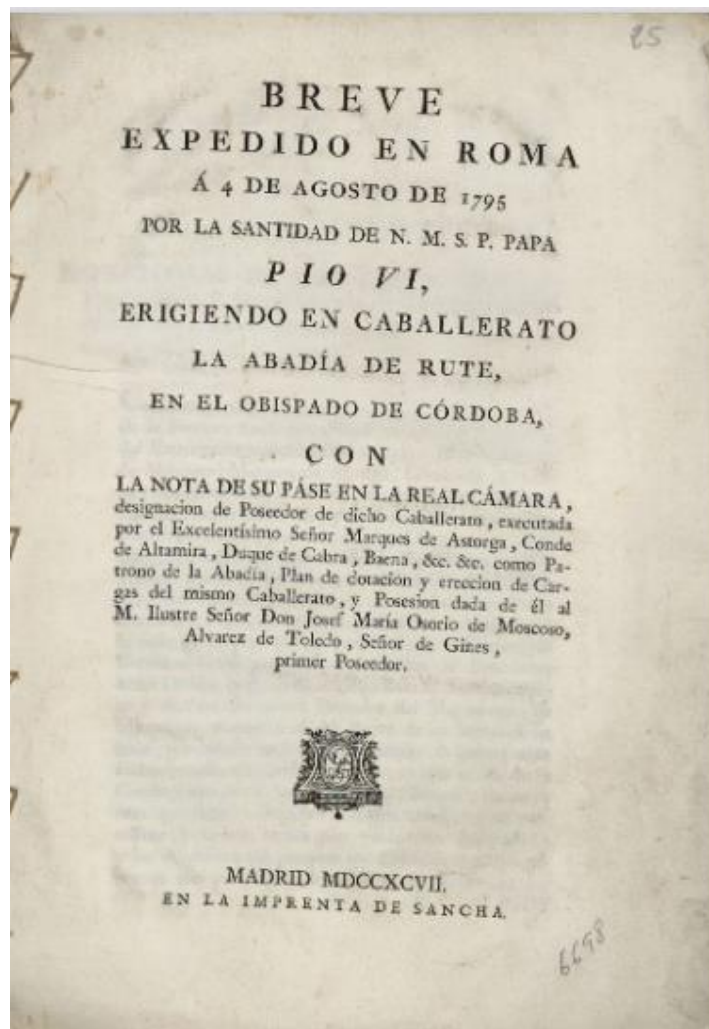 25
BREVE
EXPEDIDO EN ROMA
Á 4 DE AGOSTO DE 1795
POR LA SANTIDAD DE N. M. S. P. PAPA
PIO VI,
ERIGIENDO EN CABALLERATO
LA ABADÍA DE RUTE,
EN EL OBISPADO DE CÓRDOBA,
CON
LA NOTA DE SU PÁSE EN LA REAL CÁMARA,
designacion de Poseedor de dicho Caballerato, executada
por el Excelentísimo Señor Marques de Astorga, Conde
de Altamira, Duque de Cabra, Baena, &c. &c. como Pa-
trono de la Abadía, Plan de dotacion y ereccion de Car-
gas del mismo Caballerato, y Posesion dada de él al
M. Ilustre Señor Don Josef María Osorio de Moscoso,
Alvarez de Toledo, Señor de Gines,
primer Poseedor.
MADRID MDCCXCVII.
EN LA IMPRENTA DE SANCHA.
6698